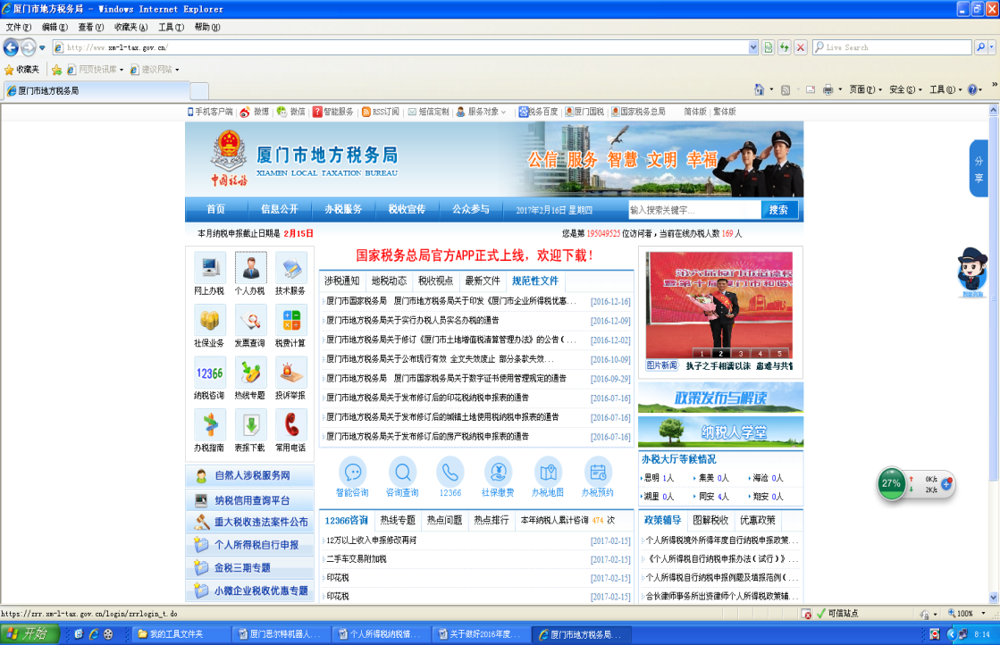 厦门市地方税务局 - Windows Internet Explorer
文件(F) 编辑(E) 查看(V) 收藏夹(A) 工具(T) 帮助(H)
http://www.xm-l-tax.gov.cn/ Live Search
收藏夹 网页快讯库 建议网站
厦门市地方税务局 页面(P) 安全(S) 工具(O)
手机客户端 微博 微信 智能服务 RSS订阅 短信定制 服务对象 税务百度 厦门国税 国家税务总局 简体版 繁体版
中国税务 厦门市地方税务局
XIAMEN LOCAL TAXATION BUREAU
公信 服务 智慧 文明 幸福
分享
首页 信息公开 办税服务 税收宣传 公众参与 2017年2月16日 星期四 输入搜索关键字... 搜索
本月纳税申报截止日期是 2月15日 您是第 195049525 位访问者，当前在线办税人数 169 人
国家税务总局官方APP正式上线，欢迎下载！
网上办税 个人办税 技术服务
社保业务 发票查询 税费计算
12366
纳税咨询 热线专题 投诉举报
办税指南 表报下载 常用电话
自然人涉税服务网
纳税信用查询平台
重大税收违法案件公布
个人所得税自行申报
金税三期专题
小微企业税收优惠专题
涉税通知 地税动态 税收视点 最新文件 规范性文件
厦门市国家税务局 厦门市地方税务局关于印发《厦门市企业所得税优惠... [2016-12-16]
厦门市地方税务局关于实行办税人员实名办税的通告 [2016-12-09]
厦门市地方税务局关于修订《厦门市土地增值税清算管理办法》的公告（... [2016-12-02]
厦门市地方税务局关于公布现行有效 全文失效废止 部分条款失效... [2016-10-09]
厦门市地方税务局 厦门市国家税务局关于数字证书使用管理规定的通告 [2016-09-29]
厦门市地方税务局关于发布修订后的印花税纳税申报表的通告 [2016-07-16]
厦门市地方税务局关于发布修订后的城镇土地使用税纳税申报表的通告 [2016-07-16]
厦门市地方税务局关于发布修订后的房产税纳税申报表的通告 [2016-07-16]
智能咨询 咨询查询 12366 社保缴费 办税地图 办税预约
12366咨询 热线专题 热点问题 热点排行 本年纳税人累计咨询 474 次
12万以上收入申报修改再问 [2017-02-15]
二手车交易附加税 [2017-02-15]
印花税 [2017-02-15]
印花税 [2017-02-15]
1 2 3 4 5
图片新闻 执子之手相濡以沫 患难与共
政策发布与解读
纳税人学堂
办税大厅等候情况
思明 1人 集美 0人 海沧 0人
湖里 0人 同安 4人 翔安 0人
政策辅导 图解税收 优惠政策
个人所得税境外所得年度自行纳税申报政策...
《个人所得税自行纳税申报办法（试行）》...
个人所得税自行纳税申报例题及填报范例（...
合伙律师事务所出资律师个人所得税政策辅...
智能咨询
27% 0K/s
2K/s
https://zrr.xm-l-tax.gov.cn/login/zrrlogin_t.do 可信站点 100%
开始 我的工具文件夹 厦门思尔特机器人... 个人所得税纳税情... 关于做好2016年度... 厦门市地方税务局... 8:14